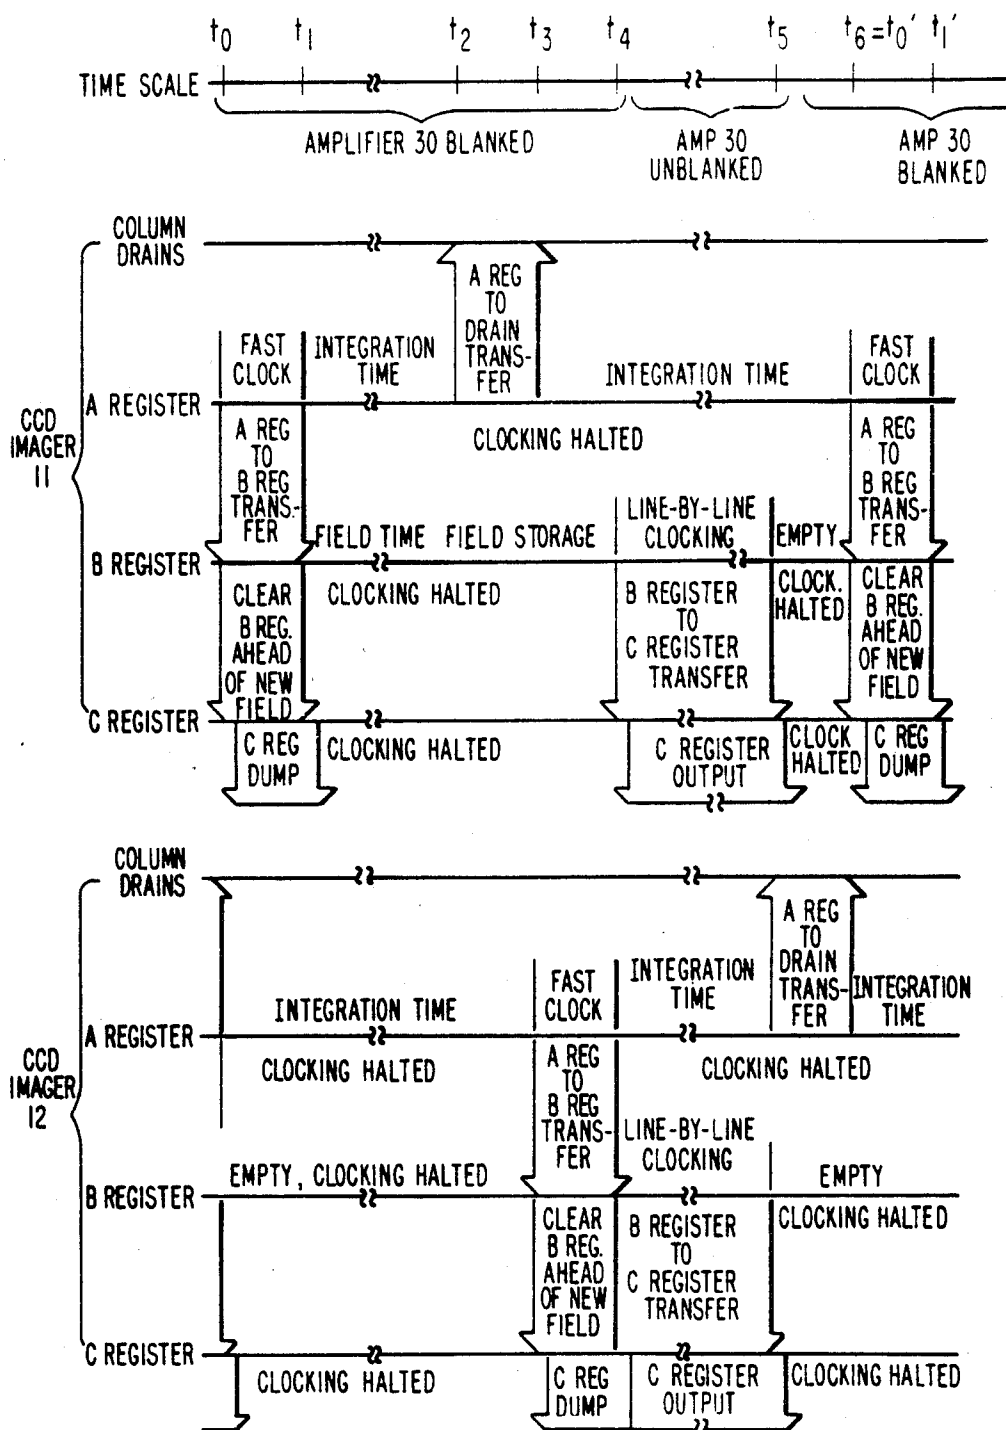 t0 t1 t2 t3 t4 t5 t6=t0' t1'
TIME SCALE
AMPLIFIER 30 BLANKED
AMP 30
UNBLANKED
AMP 30
BLANKED
CCD
IMAGER
11
COLUMN
DRAINS
A REG
TO
DRAIN
TRANS-
FER
FAST
CLOCK
INTEGRATION
TIME
INTEGRATION TIME
FAST
CLOCK
A REGISTER
A REG
TO
B REG
TRANS-
FER
CLOCKING HALTED
A REG
TO
B REG
TRANS-
FER
FIELD TIME FIELD STORAGE
LINE-BY-LINE
CLOCKING
EMPTY
B REGISTER
CLEAR
B REG.
AHEAD
OF NEW
FIELD
CLOCKING HALTED
B REGISTER
TO
C REGISTER
TRANSFER
CLOCK.
HALTED
CLEAR
B REG.
AHEAD
OF NEW
FIELD
C REGISTER
C REG
DUMP
CLOCKING HALTED
C REGISTER
OUTPUT
CLOCK
HALTED
C REG
DUMP
CCD
IMAGER
12
COLUMN
DRAINS
A REG
TO
DRAIN
TRANS-
FER
INTEGRATION TIME
FAST
CLOCK
INTEGRATION
TIME
INTEGRATION
TIME
A REGISTER
CLOCKING HALTED
A REG
TO
B REG
TRANS-
FER
CLOCKING HALTED
EMPTY, CLOCKING HALTED
LINE-BY-LINE
CLOCKING
EMPTY
B REGISTER
CLEAR
B REG.
AHEAD
OF NEW
FIELD
B REGISTER
TO
C REGISTER
TRANSFER
CLOCKING HALTED
C REGISTER
CLOCKING HALTED
C REG
DUMP
C REGISTER
OUTPUT
CLOCKING HALTED